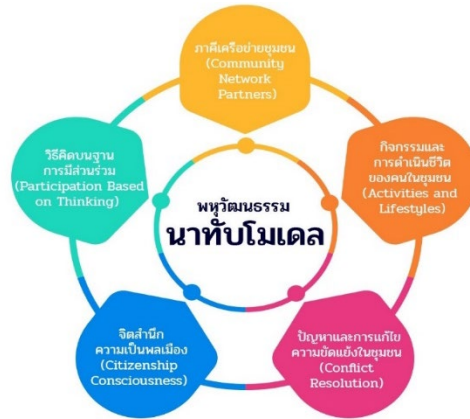 ภาคีเครือข่ายชุมชน
(Community
Network
Partners)
กิจกรรมและ
การดำเนินชีวิต
ของคนในชุมชน
(Activities and
Lifestyles)
ปัญหาและการแก้ไข
ความขัดแย้งในชุมชน
(Conflict
Resolution)
จิตสำนึก
ความเป็นพลเมือง
(Citizenship
Consciousness)
วิธีคิดบนฐาน
การมีส่วนร่วม
(Participation Based
on Thinking)
พหุวัฒนธรรม
นาทับโมเดล